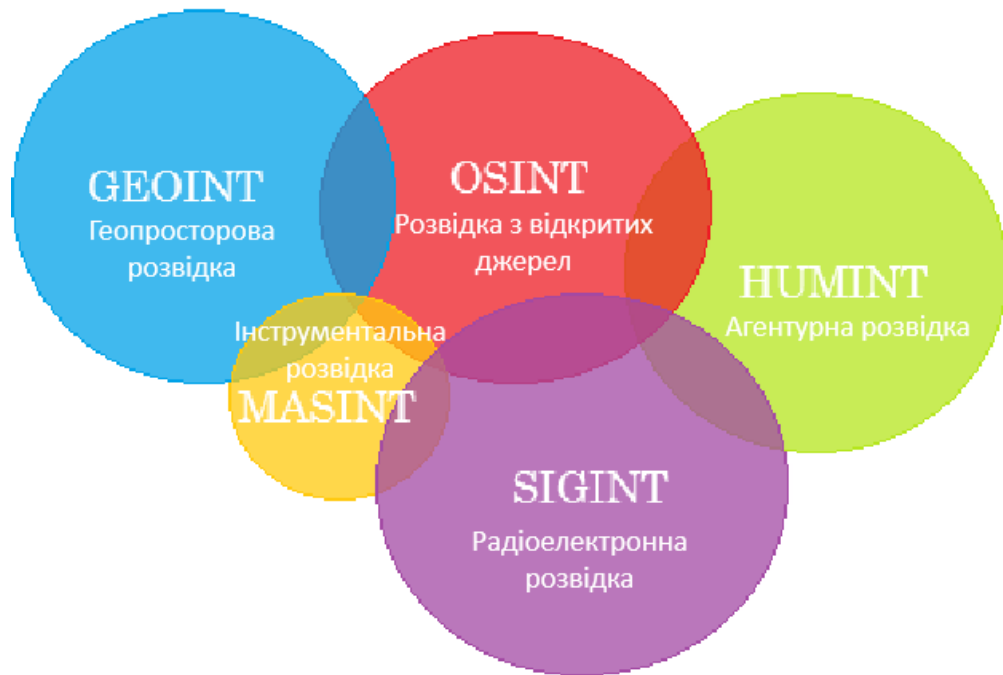 GEOINT
Геопросторова
розвідка
OSINT
Розвідка з відкритих
джерел
HUMINT
Агентурна розвідка
Інструментальна
розвідка
MASINT
SIGINT
Радіоелектронна
розвідка